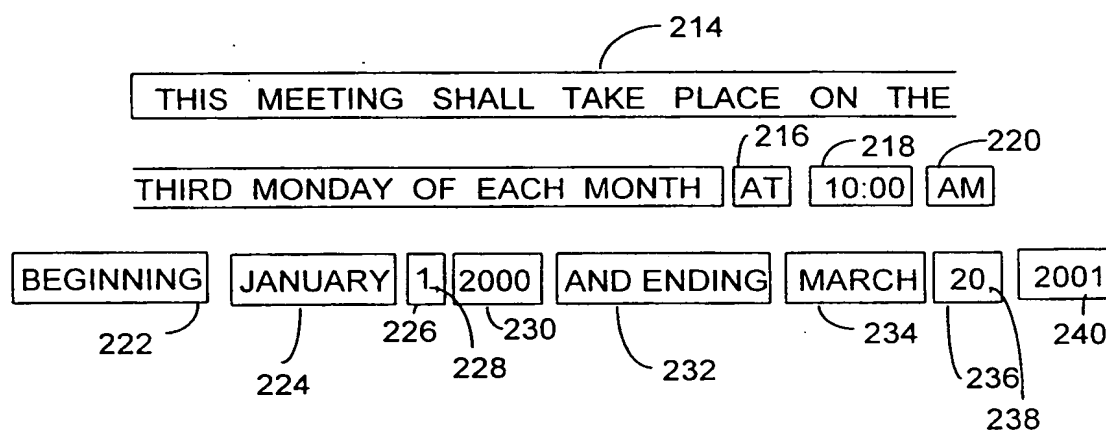 214
THIS MEETING SHALL TAKE PLACE ON THE
216 218 220
THIRD MONDAY OF EACH MONTH AT 10:00 AM
BEGINNING JANUARY 1, 2000 AND ENDING MARCH 20, 2001
222 224 226 228 230 232 234 236 238 240